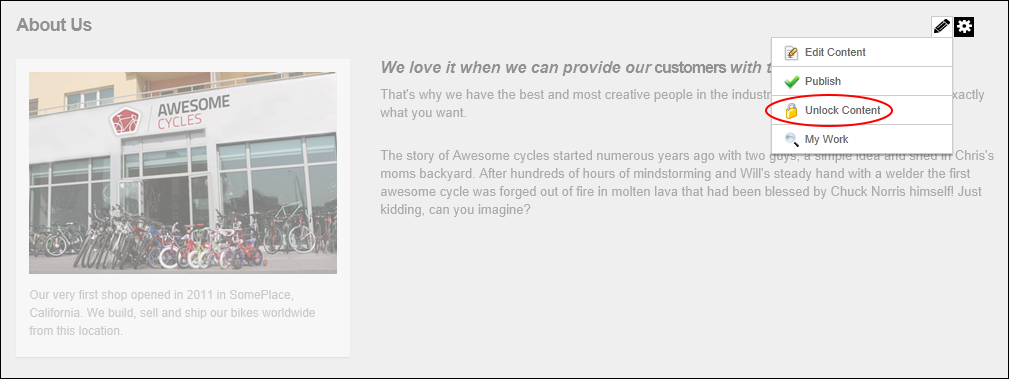 About Us
Edit Content
Publish
Unlock Content
My Work
AWESOME
CYCLES
We love it when we can provide our customers with t
That's why we have the best and most creative people in the industr xactly
what you want.
The story of Awesome cycles started numerous years ago with two guys, a simple idea and shed in Chris's
moms backyard. After hundreds of hours of mindstorming and Will's steady hand with a welder the first
awesome cycle was forged out of fire in molten lava that had been blessed by Chuck Norris himself! Just
kidding, can you imagine?
Our very first shop opened in 2011 in SomePlace,
California. We build, sell and ship our bikes worldwide
from this location.